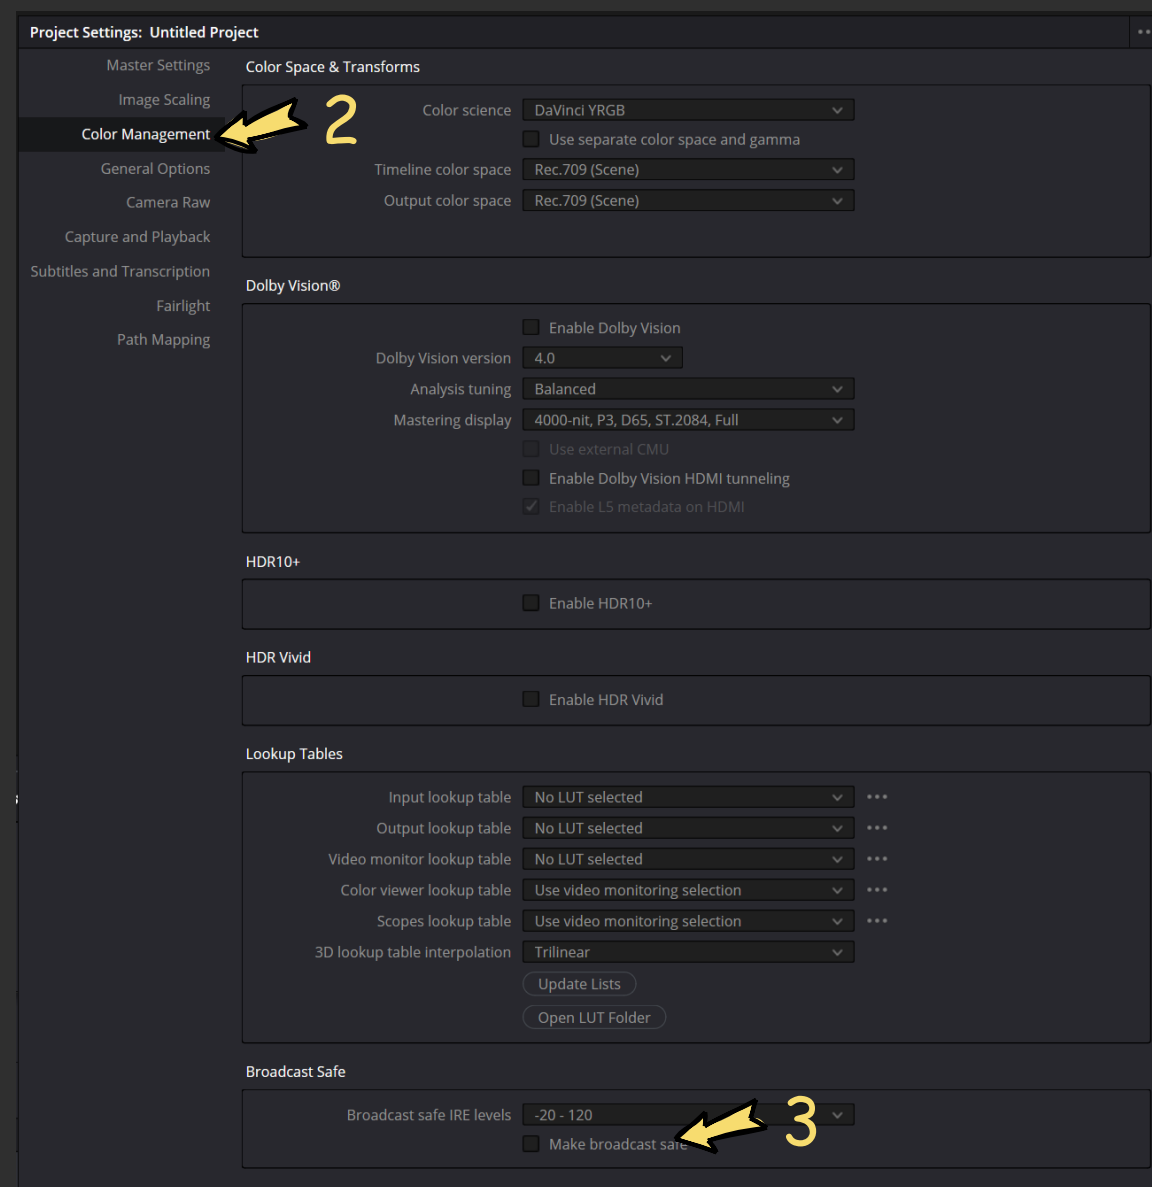 Project Settings: Untitled Project
Master Settings
Image Scaling
Color Management
2
General Options
Camera Raw
Capture and Playback
Subtitles and Transcription
Fairlight
Path Mapping
Color Space & Transforms
Color science DaVinci YRGB
Use separate color space and gamma
Timeline color space Rec.709 (Scene)
Output color space Rec.709 (Scene)
Dolby Vision®
Enable Dolby Vision
Dolby Vision version 4.0
Analysis tuning Balanced
Mastering display 4000-nit, P3, D65, ST.2084, Full
Use external CMU
Enable Dolby Vision HDMI tunneling
Enable L5 metadata on HDMI
HDR10+
Enable HDR10+
HDR Vivid
Enable HDR Vivid
Lookup Tables
Input lookup table No LUT selected
Output lookup table No LUT selected
Video monitor lookup table No LUT selected
Color viewer lookup table Use video monitoring selection
Scopes lookup table Use video monitoring selection
3D lookup table interpolation Trilinear
Update Lists
Open LUT Folder
Broadcast Safe
Broadcast safe IRE levels -20 - 120
Make broadcast safe
3